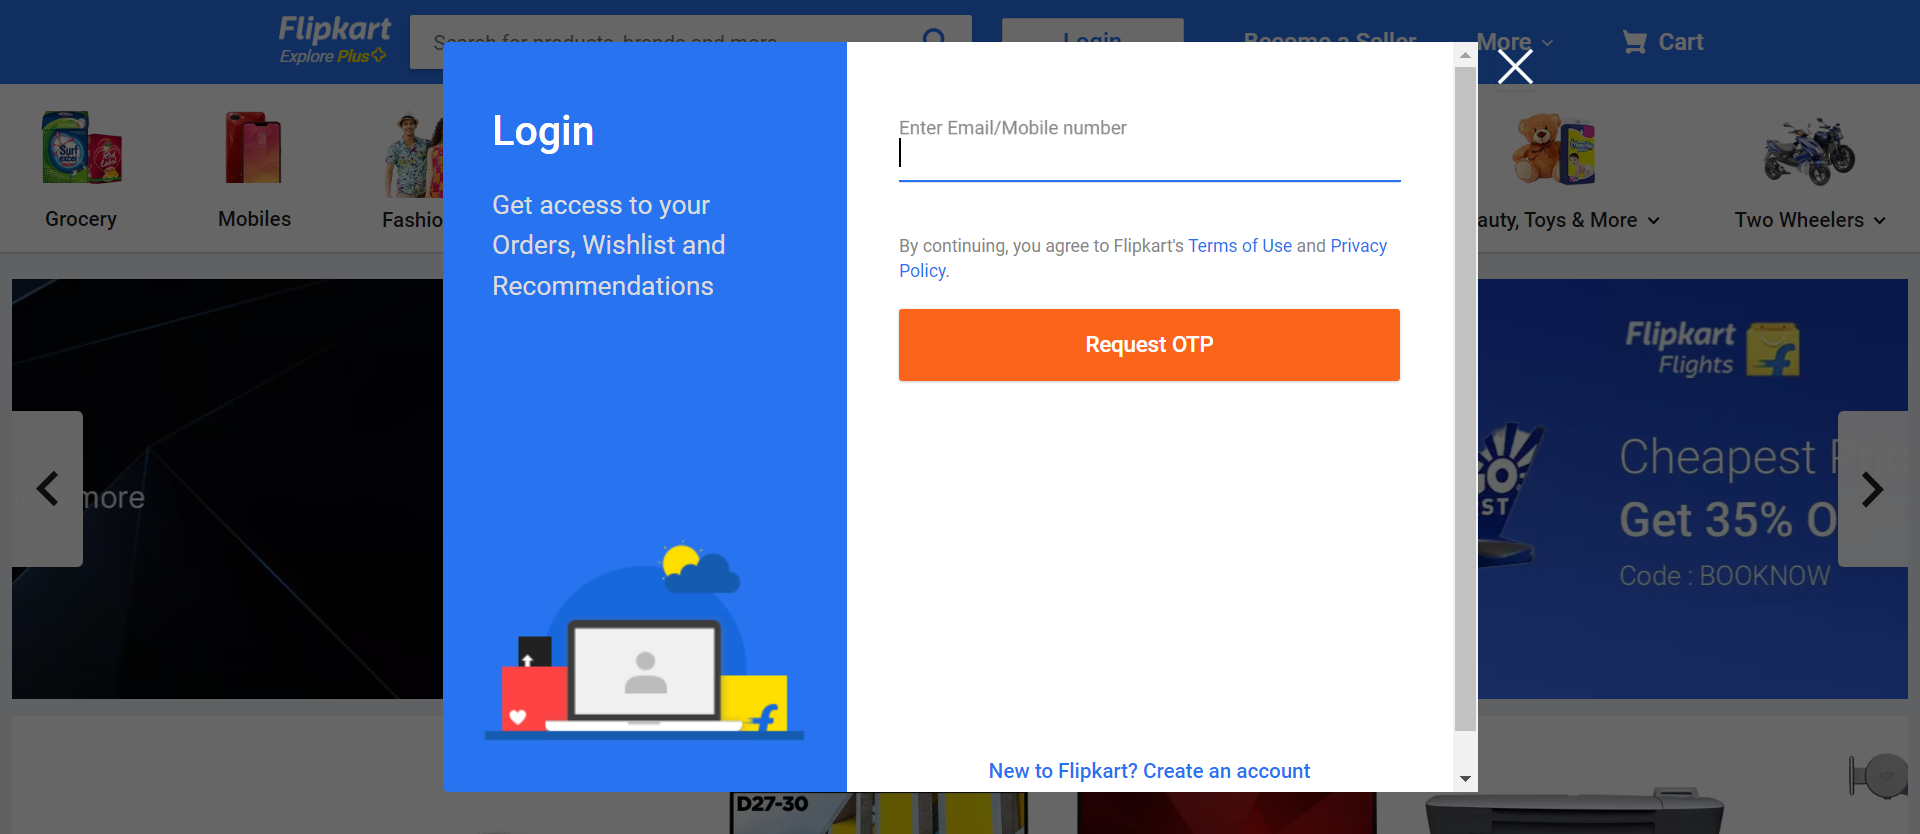 Flipkart
Explore Plus
Search for products, brands and more
Login
Become a Seller
More
Cart
Surf
excel
Grocery
Mobiles
Fashio
auty, Toys & More
Two Wheelers
Login
Get access to your
Orders, Wishlist and
Recommendations
Enter Email/Mobile number
By continuing, you agree to Flipkart's Terms of Use and Privacy
Policy.
Request OTP
New to Flipkart? Create an account
more
Flipkart
Flights
GO
ST
Cheapest
Get 35% O
Code : BOOKNOW
D27-30